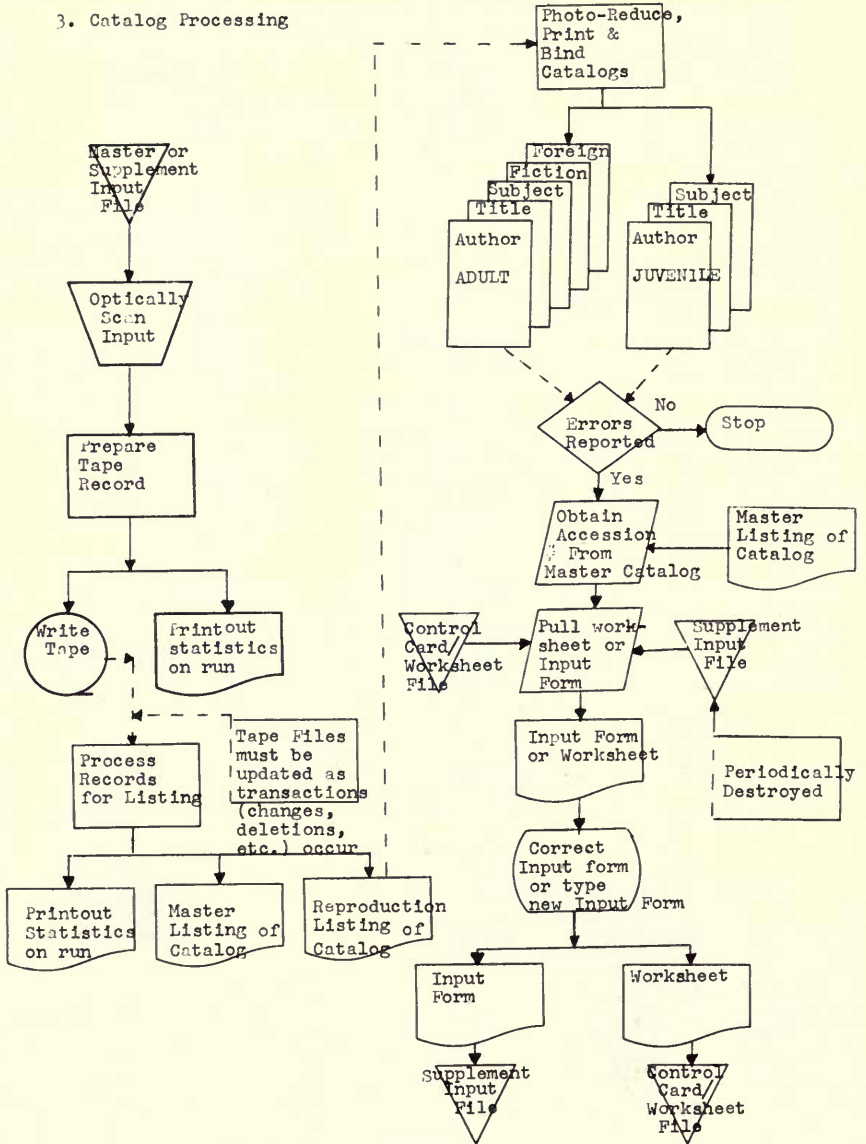 3. Catalog Processing
Master or
Supplement
Input
File
Optically
Scan
Input
Prepare
Tape
Record
Write
Tape
Printout
statistics
on run
Tape Files
must be
updated as
transactions
(changes,
deletions,
etc.) occur
Process
Records
for Listing
Printout
Statistics
on run
Master
Listing of
Catalog
Reproduction
Listing of
Catalog
Photo-Reduce,
Print &
Bind
Catalogs
Foreign
Fiction
Subject
Title
Author
ADULT
Subject
Title
Author
JUVENILE
Errors
Reported
No
Stop
Yes
Obtain
Accession
# From
Master Catalog
Master
Listing of
Catalog
Control
Card/
Worksheet
File
Pull work-
sheet or
Input
Form
Supplement
Input
File
Input Form
or Worksheet
Periodically
Destroyed
Correct
Input form
or type
new Input Form
Input
Form
Worksheet
Supplement
Input
File
Control
Card/
Worksheet
File